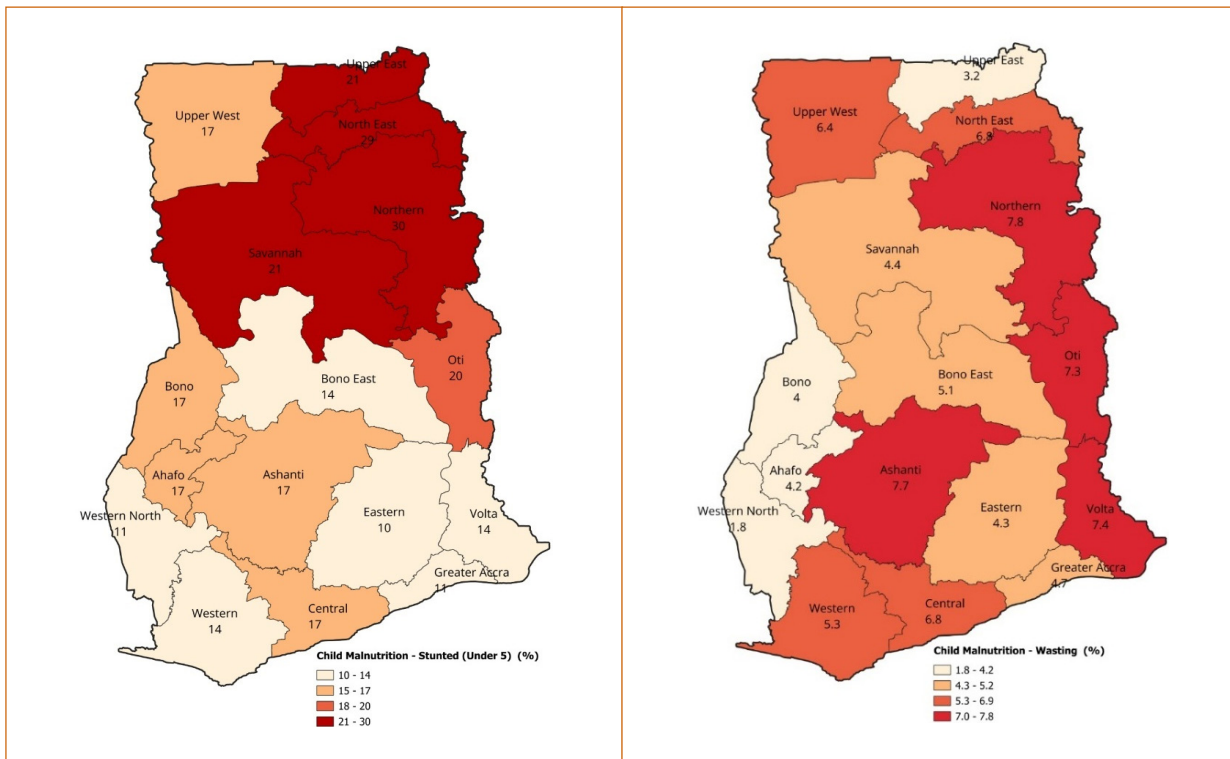 Upper East
21
Upper West
17
North East
29
Northern
30
Savannah
21
Oti
20
Bono East
14
Bono
17
Ahafo
17
Ashanti
17
Western North
11
Eastern
10
Volta
14
Greater Accra
11
Western
14
Central
17
Child Malnutrition - Stunted (Under 5) (%)
10 - 14
15 - 17
18 - 20
21 - 30
Upper East
3.2
Upper West
6.4
North East
6.8
Northern
7.8
Savannah
4.4
Oti
7.3
Bono East
5.1
Bono
4
Ahafo
4.2
Ashanti
7.7
Western North
1.8
Eastern
4.3
Volta
7.4
Greater Accra
4.7
Western
5.3
Central
6.8
Child Malnutrition - Wasting (%)
1.8 - 4.2
4.3 - 5.2
5.3 - 6.9
7.0 - 7.8